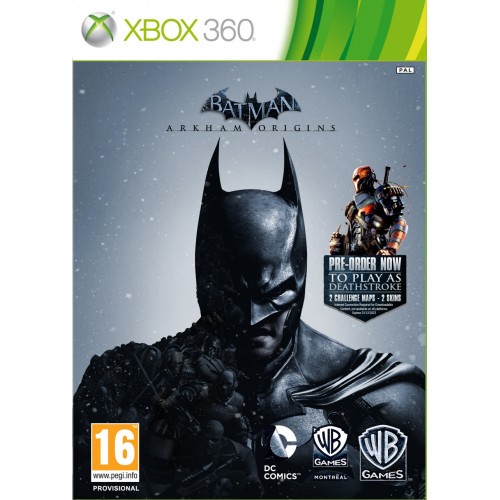 XBOX 360
PAL
BATMAN
ARKHAM ORIGINS
PRE-ORDER NOW
TO PLAY AS
DEATHSTROKE
2 CHALLENGE MAPS - 2 SKINS
16
www.pegi.info
PROVISIONAL
DC
COMICS™
WB
GAMES
MONTRÉAL
WB
GAMES